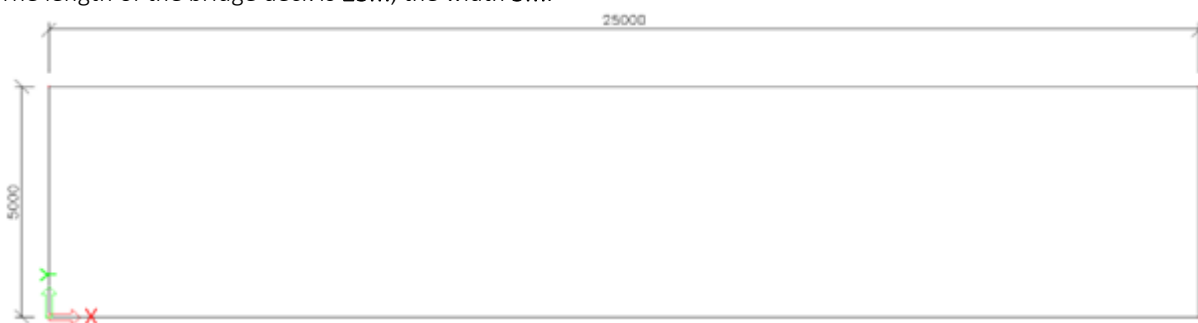 The length of the bridge deck is 25m, the width 5m.
25000
5000
Y
X